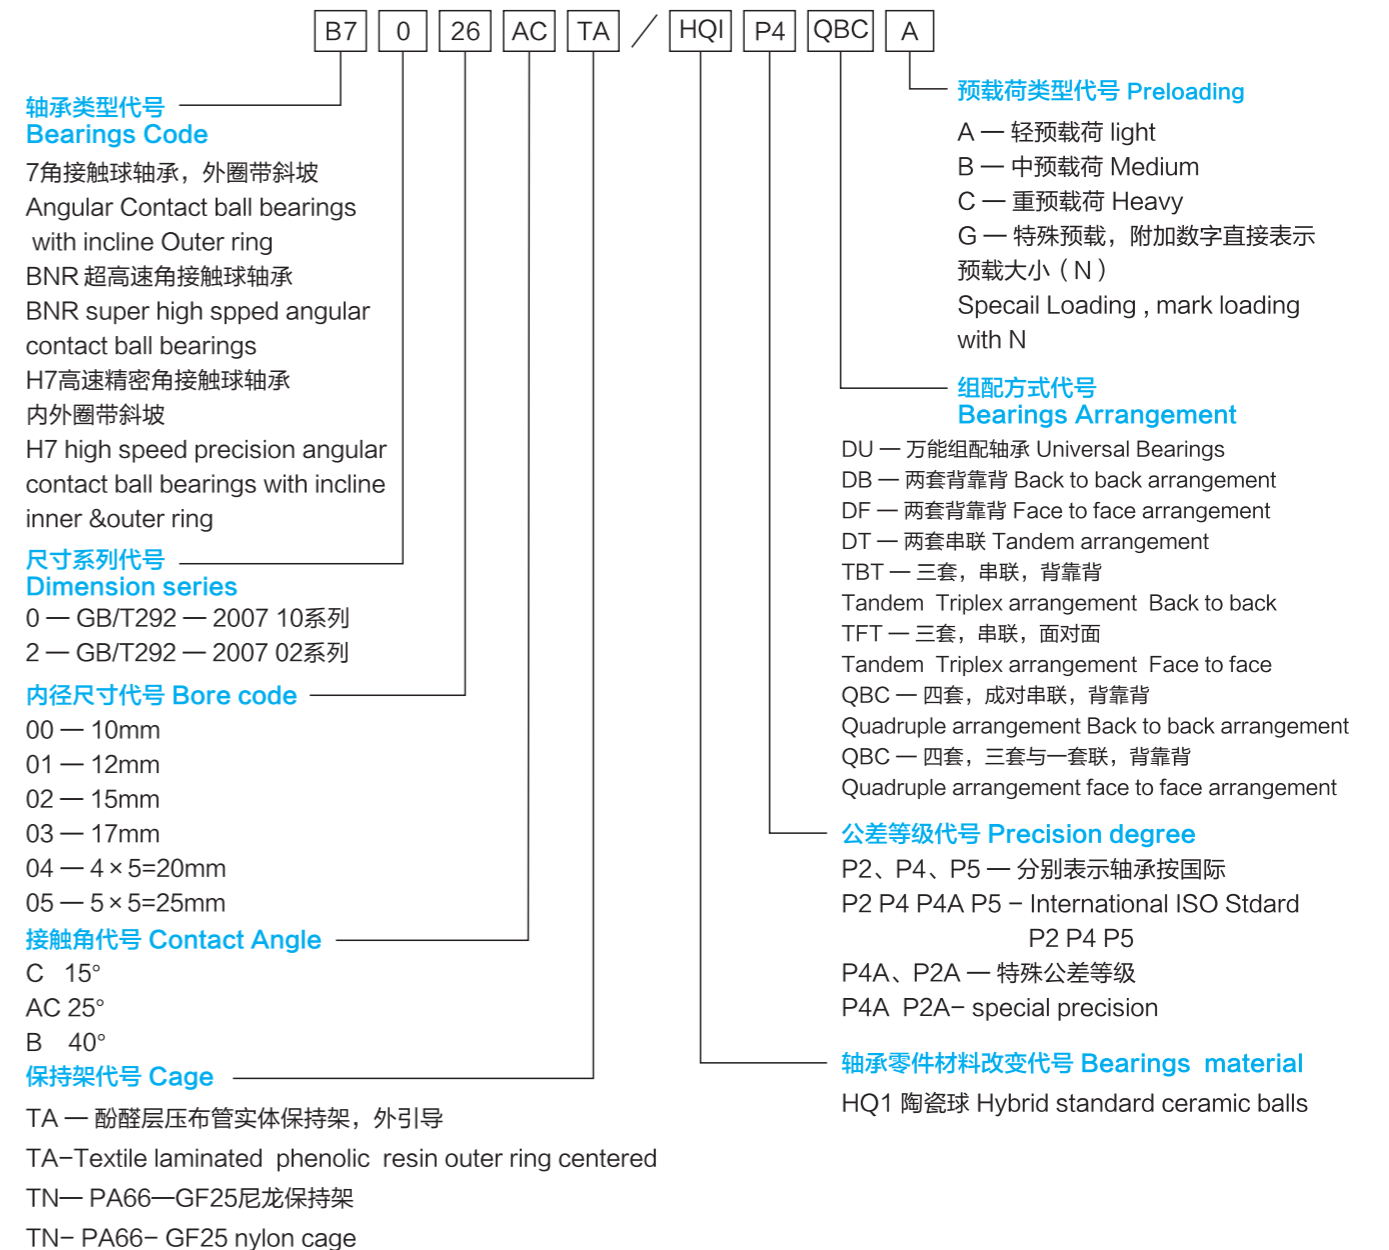 B7 0 26 AC TA / HQI P4 QBC A
轴承类型代号
Bearings Code
7角接触球轴承，外圈带斜坡
Angular Contact ball bearings
with incline Outer ring
BNR 超高速角接触球轴承
BNR super high spped angular
contact ball bearings
H7高速精密角接触球轴承
内外圈带斜坡
H7 high speed precision angular
contact ball bearings with incline
inner &outer ring
尺寸系列代号
Dimension series
0 — GB/T292 — 2007 10系列
2 — GB/T292 — 2007 02系列
内径尺寸代号 Bore code
00 — 10mm
01 — 12mm
02 — 15mm
03 — 17mm
04 — 4×5=20mm
05 — 5×5=25mm
接触角代号 Contact Angle
C 15°
AC 25°
B 40°
保持架代号 Cage
TA — 酚醛层压布管实体保持架，外引导
TA-Textile laminated phenolic resin outer ring centered
TN— PA66—GF25尼龙保持架
TN- PA66- GF25 nylon cage
预载荷类型代号 Preloading
A — 轻预载荷 light
B — 中预载荷 Medium
C — 重预载荷 Heavy
G — 特殊预载，附加数字直接表示
预载大小（N）
Specail Loading , mark loading
with N
组配方式代号
Bearings Arrangement
DU — 万能组配轴承 Universal Bearings
DB — 两套背靠背 Back to back arrangement
DF — 两套背靠背 Face to face arrangement
DT — 两套串联 Tandem arrangement
TBT — 三套，串联，背靠背
Tandem Triplex arrangement Back to back
TFT — 三套，串联，面对面
Tandem Triplex arrangement Face to face
QBC — 四套，成对串联，背靠背
Quadruple arrangement Back to back arrangement
QBC — 四套，三套与一套联，背靠背
Quadruple arrangement face to face arrangement
公差等级代号 Precision degree
P2、P4、P5 — 分别表示轴承按国际
P2 P4 P4A P5 - International ISO Stdard
P2 P4 P5
P4A、P2A — 特殊公差等级
P4A P2A- special precision
轴承零件材料改变代号 Bearings material
HQ1 陶瓷球 Hybrid standard ceramic balls